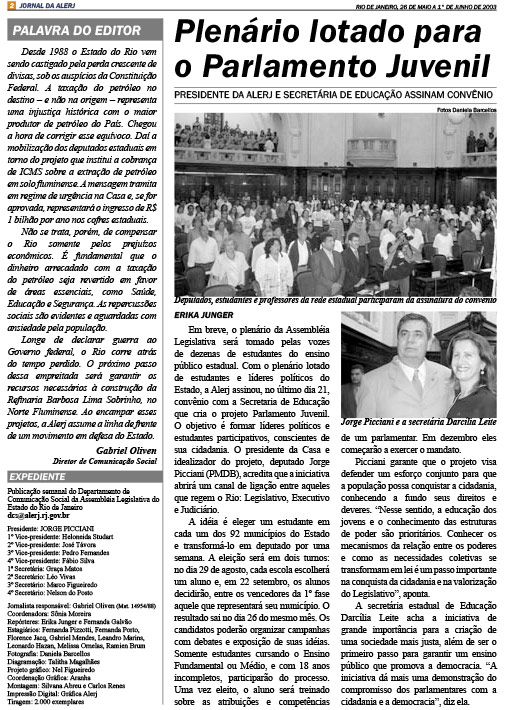 2 JORNAL DA ALERJ
RIO DE JANEIRO, 26 DE MAIO A 1° DE JUNHO DE 2003
PALAVRA DO EDITOR
Desde 1988 o Estado do Rio vem
sendo castigado pela perda crescente de
divisas, sob os auspícios da Constituição
Federal. A taxação do petróleo no
destino – e não na origem – representa
uma injustiça histórica com o maior
produtor de petróleo do País. Chegou
a hora de corrigir esse equívoco. Daí a
mobilização dos deputados estaduais em
torno do projeto que institui a cobrança
de ICMS sobre a extração de petróleo
em solo fluminense. A mensagem tramita
em regime de urgência na Casa e, se for
aprovada, representará o ingresso de R$
1 bilhão por ano nos cofres estaduais.
Não se trata, porém, de compensar
o Rio somente pelos prejuízos
econômicos. É fundamental que o
dinheiro arrecadado com a taxação
do petróleo seja revertido em favor
de áreas essenciais, como Saúde,
Educação e Segurança. As repercussões
sociais são evidentes e aguardadas com
ansiedade pela população.
Longe de declarar guerra ao
Governo federal, o Rio corre atrás
do tempo perdido. O próximo passo
dessa empreitada será garantir os
recursos necessários à construção da
Refinaria Barbosa Lima Sobrinho, no
Norte Fluminense. Ao encampar esses
projetos, a Alerj assume a linha de frente
de um movimento em defesa do Estado.
Gabriel Oliven
Diretor de Comunicação Social
EXPEDIENTE
Publicação semanal do Departamento de
Comunicação Social da Assembléia Legislativa do
Estado do Rio de Janeiro
dcs@alerj.rj.gov.br
Presidente: JORGE PICCIANI
1º Vice-presidente: Heloneida Studart
2º Vice-presidente: José Távora
3º Vice-presidente: Pedro Fernandes
4º Vice-presidente: Fábio Silva
1ª Secretário: Graça Matos
2º Secretário: Léo Vivas
3º Secretário: Marco Figueiredo
4º Secretário: Nelson do Posto
Jornalista responsável: Gabriel Oliven (Mat. 14954/88)
Coordenadora: Sônia Moreira
Repórteres: Erika Junger e Fernanda Galvão
Estagiários: Fernanda Pizzotti, Fernanda Porto,
Florence Jacq, Gabriel Mendes, Leandro Marins,
Leonardo Hazan, Melissa Ornelas, Ramien Brum
Fotografia: Daniela Barcellos
Diagramação: Talitha Magalhães
Projeto gráfico: Nel Figueiredo
Coordenação Gráfica: Aranha
Montagem: Silvana Abreu e Carlos Renes
Impressão Digital: Gráfica Alerj
Tiragem: 2.000 exemplares
Plenário lotado para
o Parlamento Juvenil
PRESIDENTE DA ALERJ E SECRETÁRIA DE EDUCAÇÃO ASSINAM CONVÊNIO
Fotos Daniela Barcellos
Deputados, estudantes e professores da rede estadual participaram da assinatura do convênio
ERIKA JUNGER
Em breve, o plenário da Assembléia
Legislativa será tomado pelas vozes
de dezenas de estudantes do ensino
público estadual. Com o plenário lotado
de estudantes e líderes políticos do
Estado, a Alerj assinou, no último dia 21,
convênio com a Secretaria de Educação
que cria o projeto Parlamento Juvenil.
O objetivo é formar líderes políticos e
estudantes participativos, conscientes de
sua cidadania. O presidente da Casa e
idealizador do projeto, deputado Jorge
Picciani (PMDB), acredita que a iniciativa
abrirá um canal de ligação entre aqueles
que regem o Rio: Legislativo, Executivo
e Judiciário.
A idéia é eleger um estudante em
cada um dos 92 municípios do Estado
e transformá-lo em deputado por uma
semana. A eleição será em dois turnos:
no dia 29 de agosto, cada escola escolherá
um aluno e, em 22 setembro, os alunos
decidirão, entre os vencedores da 1ª fase
aquele que representará seu município. O
resultado sai no dia 26 do mesmo mês. Os
candidatos poderão organizar campanhas
com debates e exposição de suas idéias.
Somente estudantes cursando o Ensino
Fundamental ou Médio, e com 18 anos
incompletos, participarão do processo.
Uma vez eleito, o aluno será treinado
sobre as atribuições e competências
Jorge Picciani e a secretária Darcília Leite
de um parlamentar. Em dezembro eles
começarão a exercer o mandato.
Picciani garante que o projeto visa
defender um esforço conjunto para que
a população possa conquistar a cidadania,
conhecendo a fundo seus direitos e
deveres. "Nesse sentido, a educação dos
jovens e o conhecimento das estruturas
de poder são prioritários. Conhecer os
mecanismos da relação entre os poderes
e como as necessidades coletivas se
transformam em lei é um passo importante
na conquista da cidadania e na valorização
do Legislativo", aponta.
A secretária estadual de Educação
Darcília Leite acha a iniciativa de
grande importância para a criação de
uma sociedade mais justa, além de ser o
primeiro passo para garantir um ensino
público que promova a democracia. "A
iniciativa dá mais uma demonstração do
compromisso dos parlamentares com a
cidadania e a democracia", diz ela.